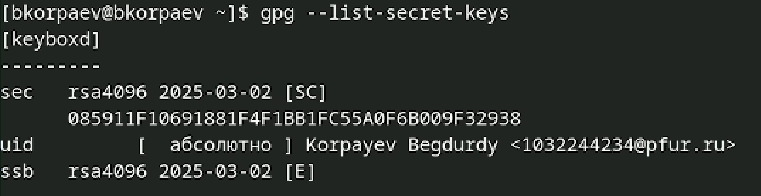 [bkorpaev@bkorpaev ~]$ gpg --list-secret-keys
[keyboxd]
---------
sec   rsa4096 2025-03-02 [SC]
      085911F10691881F4F1BB1FC55A0F6B009F32938
uid         [  абсолютно ] Korpayev Begdurdy <1032244234@pfur.ru>
ssb   rsa4096 2025-03-02 [E]